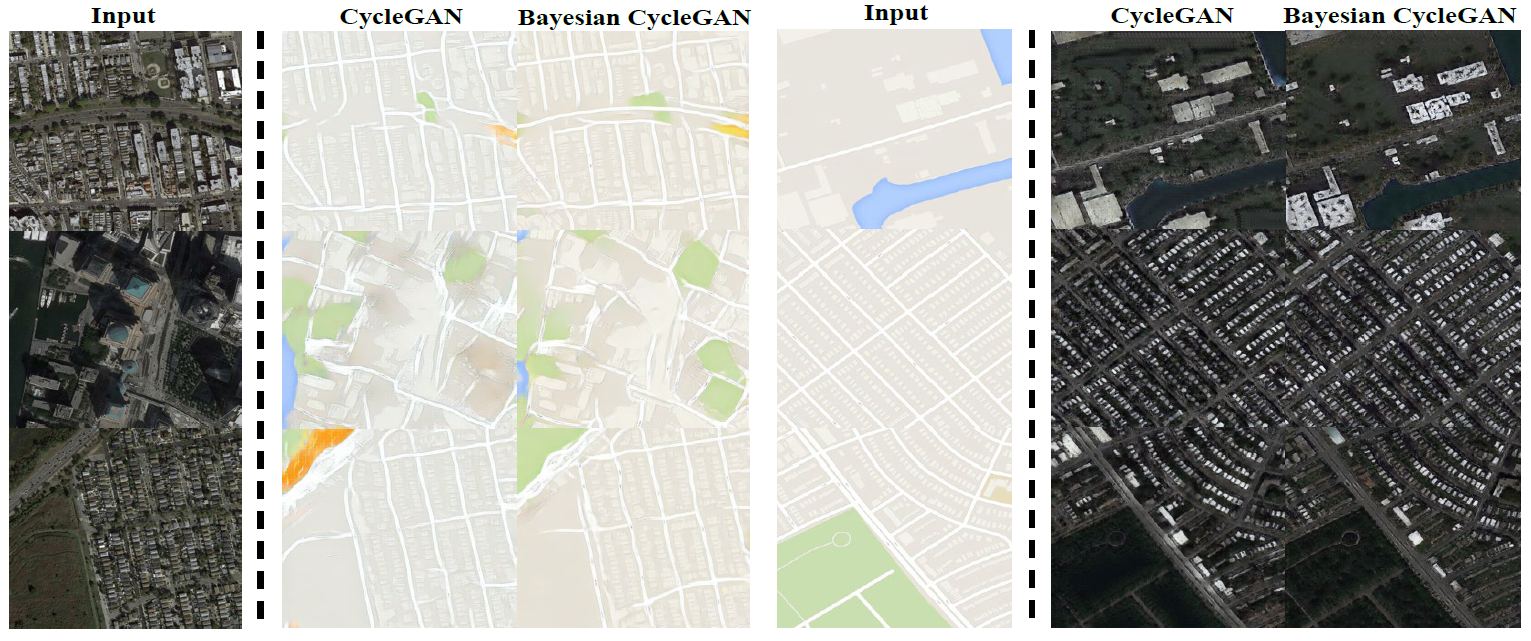 Input
CycleGAN
Bayesian CycleGAN
Input
CycleGAN
Bayesian CycleGAN